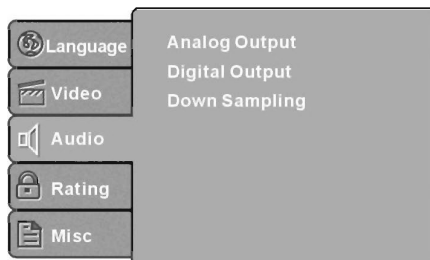 Language
Video
Audio
Rating
Misc
Analog Output
Digital Output
Down Sampling